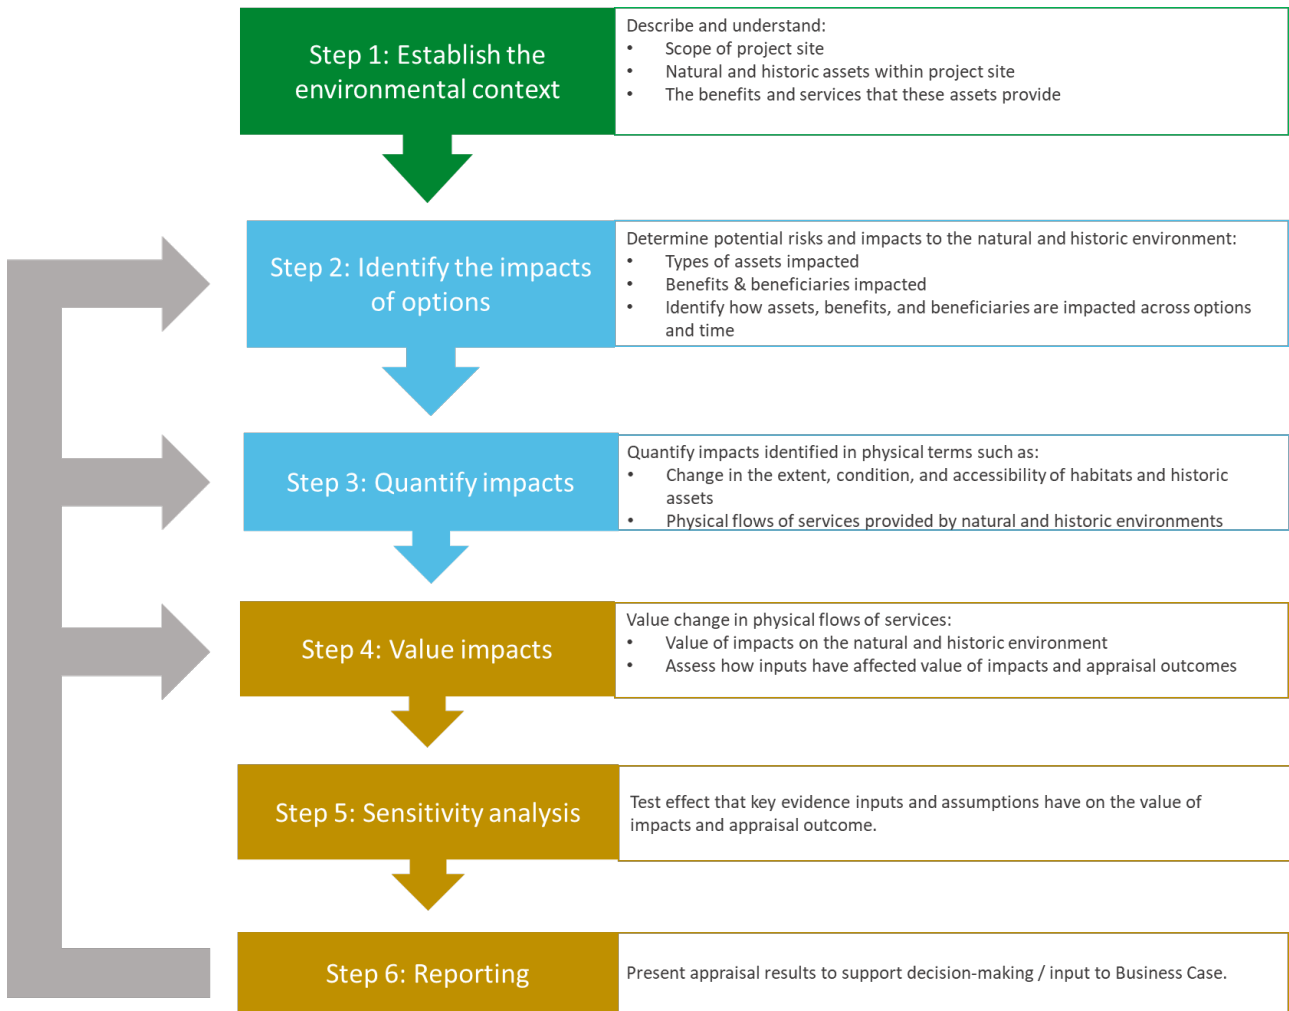 Step 1: Establish the
environmental context
Describe and understand:
• Scope of project site
• Natural and historic assets within project site
• The benefits and services that these assets provide
Step 2: Identify the impacts
of options
Determine potential risks and impacts to the natural and historic environment:
• Types of assets impacted
• Benefits & beneficiaries impacted
• Identify how assets, benefits, and beneficiaries are impacted across options
and time
Step 3: Quantify impacts
Quantify impacts identified in physical terms such as:
• Change in the extent, condition, and accessibility of habitats and historic
assets
• Physical flows of services provided by natural and historic environments
Step 4: Value impacts
Value change in physical flows of services:
• Value of impacts on the natural and historic environment
• Assess how inputs have affected value of impacts and appraisal outcomes
Step 5: Sensitivity analysis
Test effect that key evidence inputs and assumptions have on the value of
impacts and appraisal outcome.
Step 6: Reporting
Present appraisal results to support decision-making / input to Business Case.